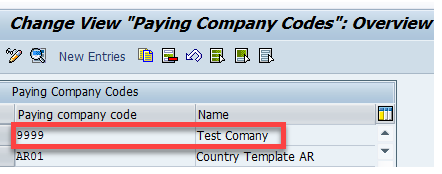 Change View "Paying Company Codes": Overview
New Entries
Paying Company Codes
Paying company code Name
9999 Test Comany
AR01 Country Template AR